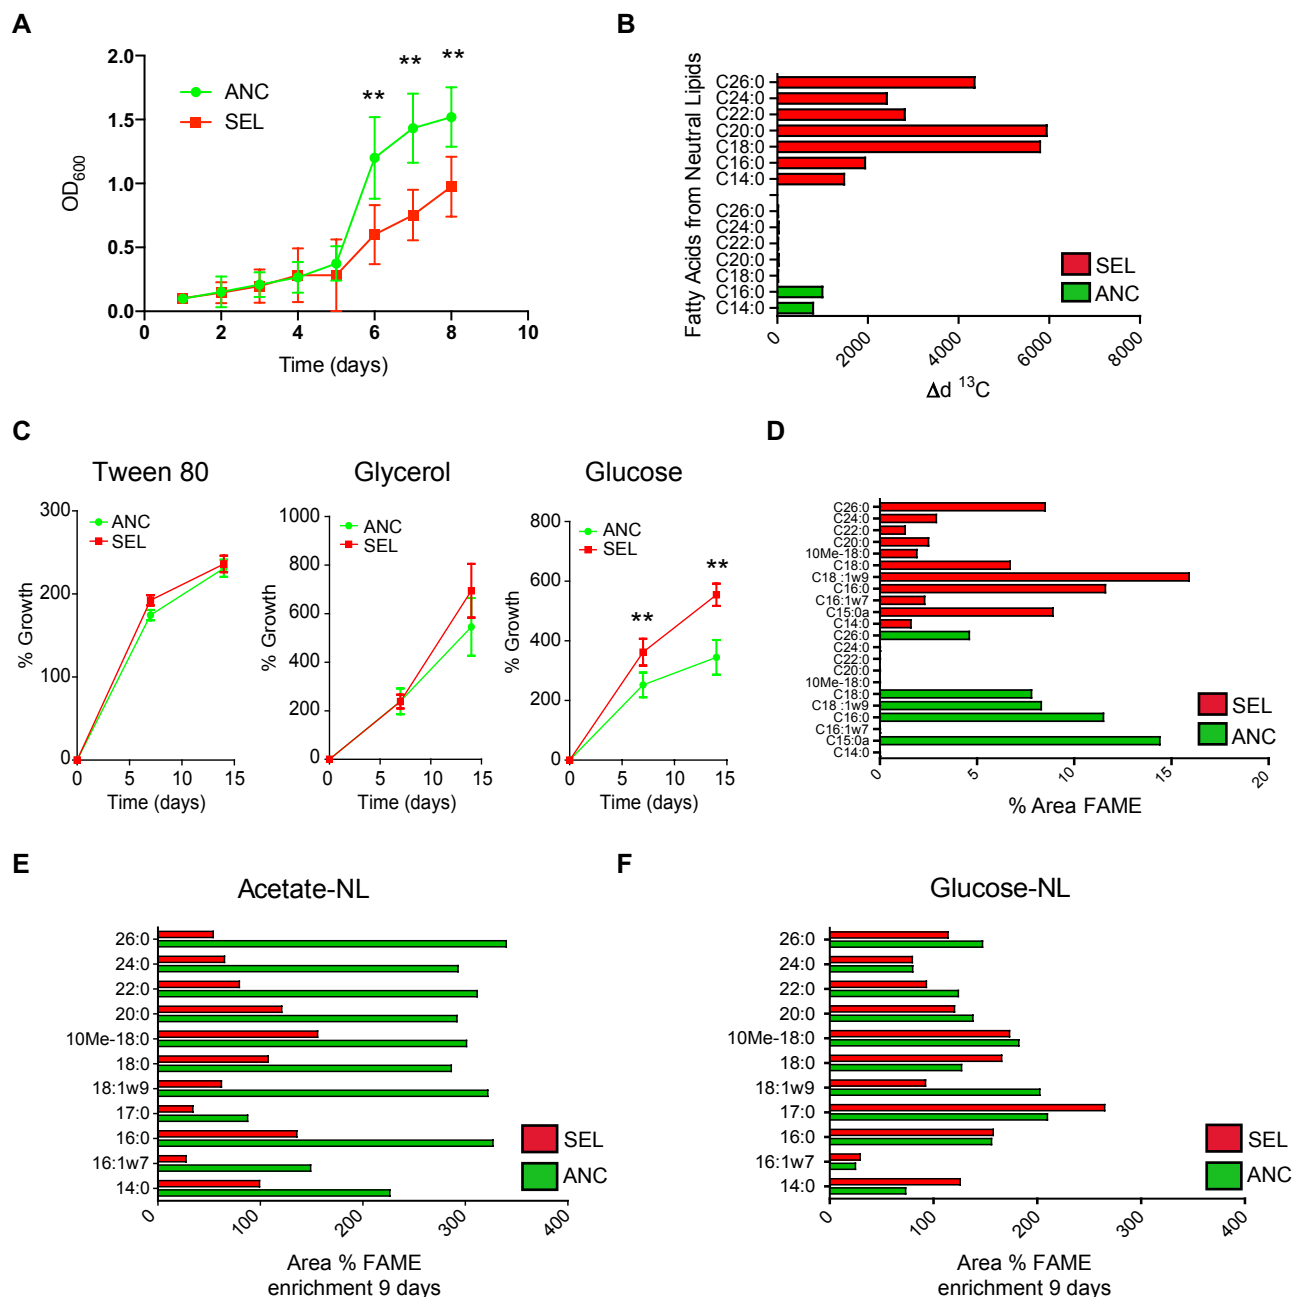 A
2.0
1.5
1.0
0.5
0.0
OD600
ANC
SEL
**
**
**
0
2
4
6
8
10
Time (days)
B
Fatty Acids from Neutral Lipids
C26:0
C24:0
C22:0
C20:0
C18:0
C16:0
C14:0
C26:0
C24:0
C22:0
C20:0
C18:0
C16:0
C14:0
SEL
ANC
0
2000
4000
6000
8000
Δd 13C
C
Tween 80
% Growth
300
200
100
0
ANC
SEL
0
5
10
15
Time (days)
Glycerol
% Growth
1000
800
600
400
200
0
ANC
SEL
0
5
10
15
Time (days)
Glucose
% Growth
800
600
400
200
0
ANC
SEL
**
**
0
5
10
15
Time (days)
D
C26:0
C24:0
C22:0
C20:0
10Me-18:0
C18:0
C18 :1w9
C16:0
C16:1w7
C15:0a
C14:0
C26:0
C24:0
C22:0
C20:0
10Me-18:0
C18:0
C18 :1w9
C16:0
C16:1w7
C15:0a
C14:0
SEL
ANC
0
5
10
15
20
% Area FAME
E
Acetate-NL
26:0
24:0
22:0
20:0
10Me-18:0
18:0
18:1w9
17:0
16:0
16:1w7
14:0
SEL
ANC
0
100
200
300
400
Area % FAME
enrichment 9 days
F
Glucose-NL
26:0
24:0
22:0
20:0
10Me-18:0
18:0
18:1w9
17:0
16:0
16:1w7
14:0
SEL
ANC
0
100
200
300
400
Area % FAME
enrichment 9 days